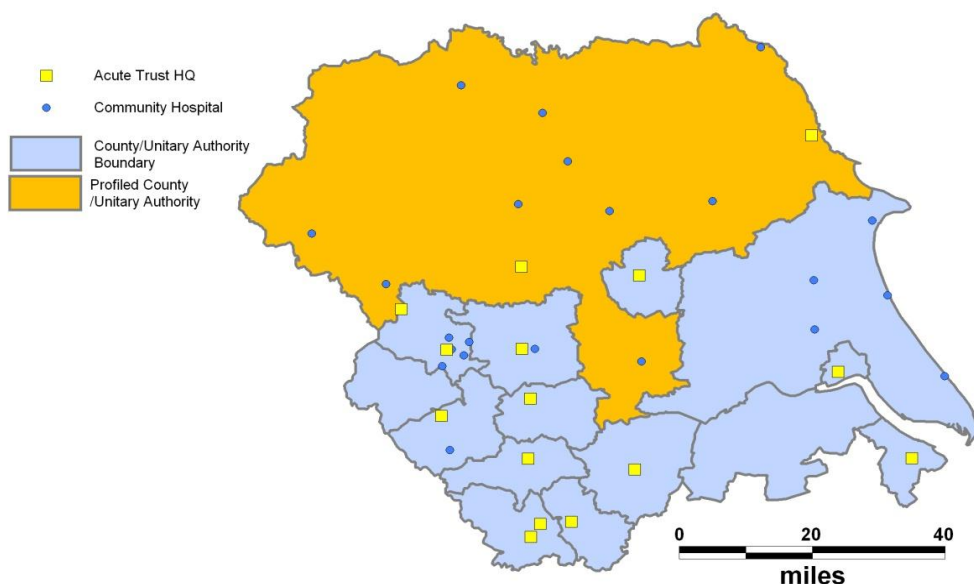 Acute Trust HQ
Community Hospital
County/Unitary Authority
Boundary
Profiled County
/Unitary Authority
0 20 40
miles